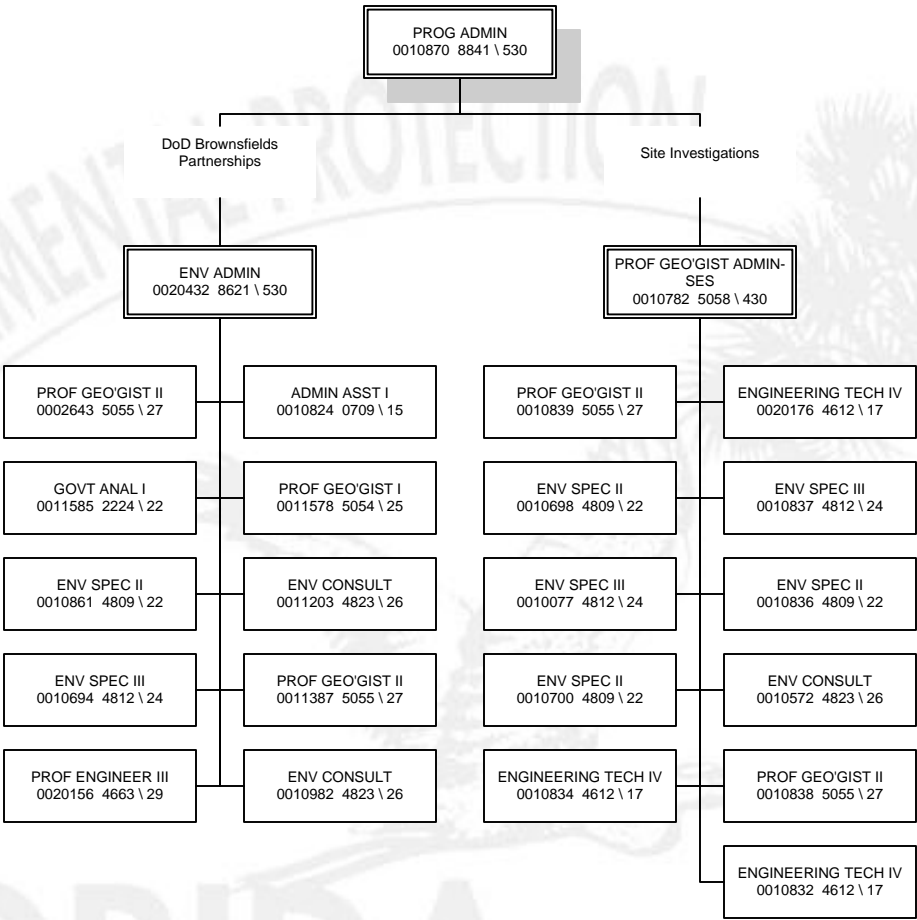 PROG ADMIN
0010870 8841 \ 530
DoD Brownsfields
Partnerships
Site Investigations
ENV ADMIN
0020432 8621 \ 530
PROF GEO'GIST ADMIN-
SES
0010782 5058 \ 430
PROF GEO'GIST II
0002643 5055 \ 27
ADMIN ASST I
0010824 0709 \ 15
GOVT ANAL I
0011585 2224 \ 22
PROF GEO'GIST I
0011578 5054 \ 25
ENV SPEC II
0010861 4809 \ 22
ENV CONSULT
0011203 4823 \ 26
ENV SPEC III
0010694 4812 \ 24
PROF GEO'GIST II
0011387 5055 \ 27
PROF ENGINEER III
0020156 4663 \ 29
ENV CONSULT
0010982 4823 \ 26
PROF GEO'GIST II
0010839 5055 \ 27
ENGINEERING TECH IV
0020176 4612 \ 17
ENV SPEC II
0010698 4809 \ 22
ENV SPEC III
0010837 4812 \ 24
ENV SPEC III
0010077 4812 \ 24
ENV SPEC II
0010836 4809 \ 22
ENV SPEC II
0010700 4809 \ 22
ENV CONSULT
0010572 4823 \ 26
ENGINEERING TECH IV
0010834 4612 \ 17
PROF GEO'GIST II
0010838 5055 \ 27
ENGINEERING TECH IV
0010832 4612 \ 17
MENTAL PROTECTION